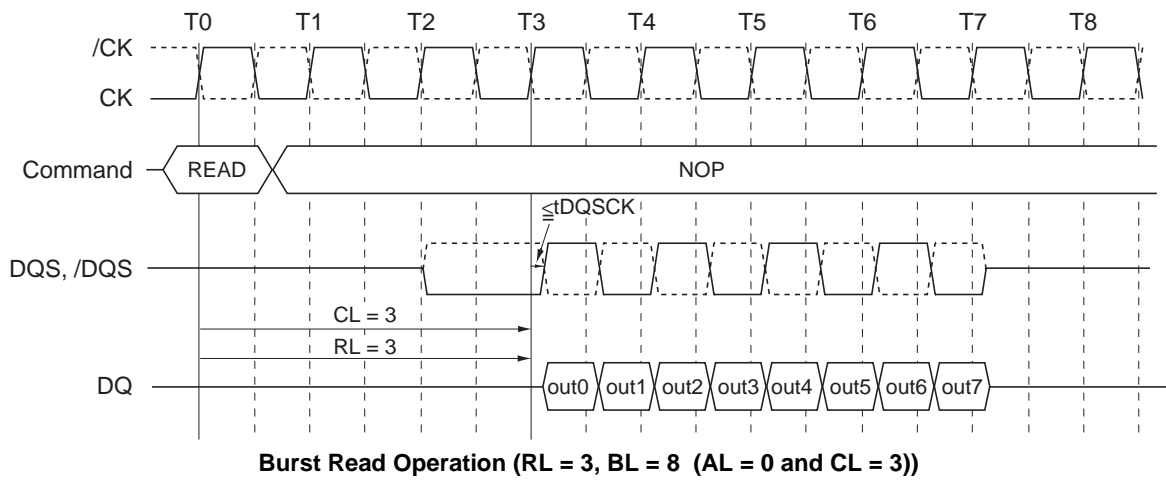 T0 T1 T2 T3 T4 T5 T6 T7 T8
/CK
CK
Command READ NOP
≦tDQSCK
DQS, /DQS
CL = 3
RL = 3
DQ out0 out1 out2 out3 out4 out5 out6 out7
Burst Read Operation (RL = 3, BL = 8 (AL = 0 and CL = 3))